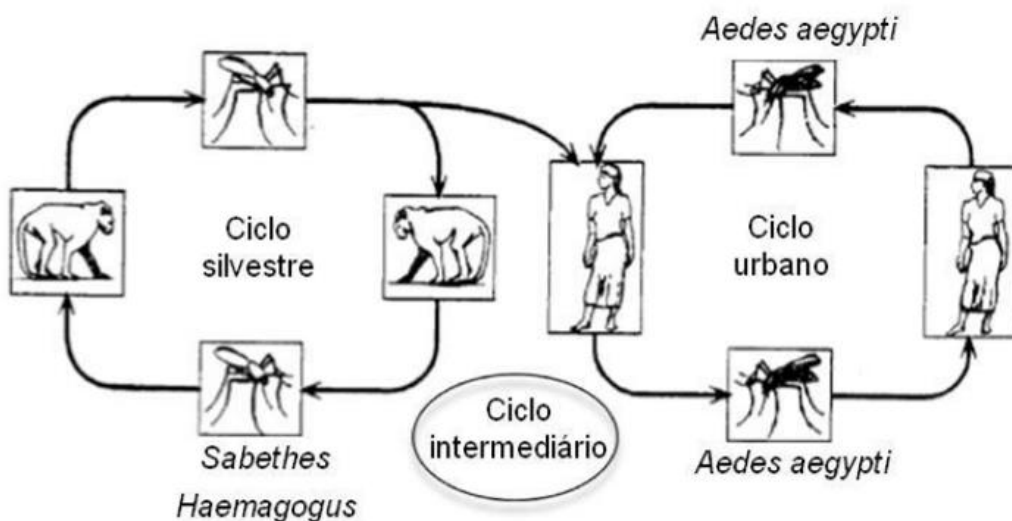 Aedes aegypti
Ciclo
silvestre
Ciclo
urbano
Ciclo
intermediário
Sabethes
Haemagogus
Aedes aegypti